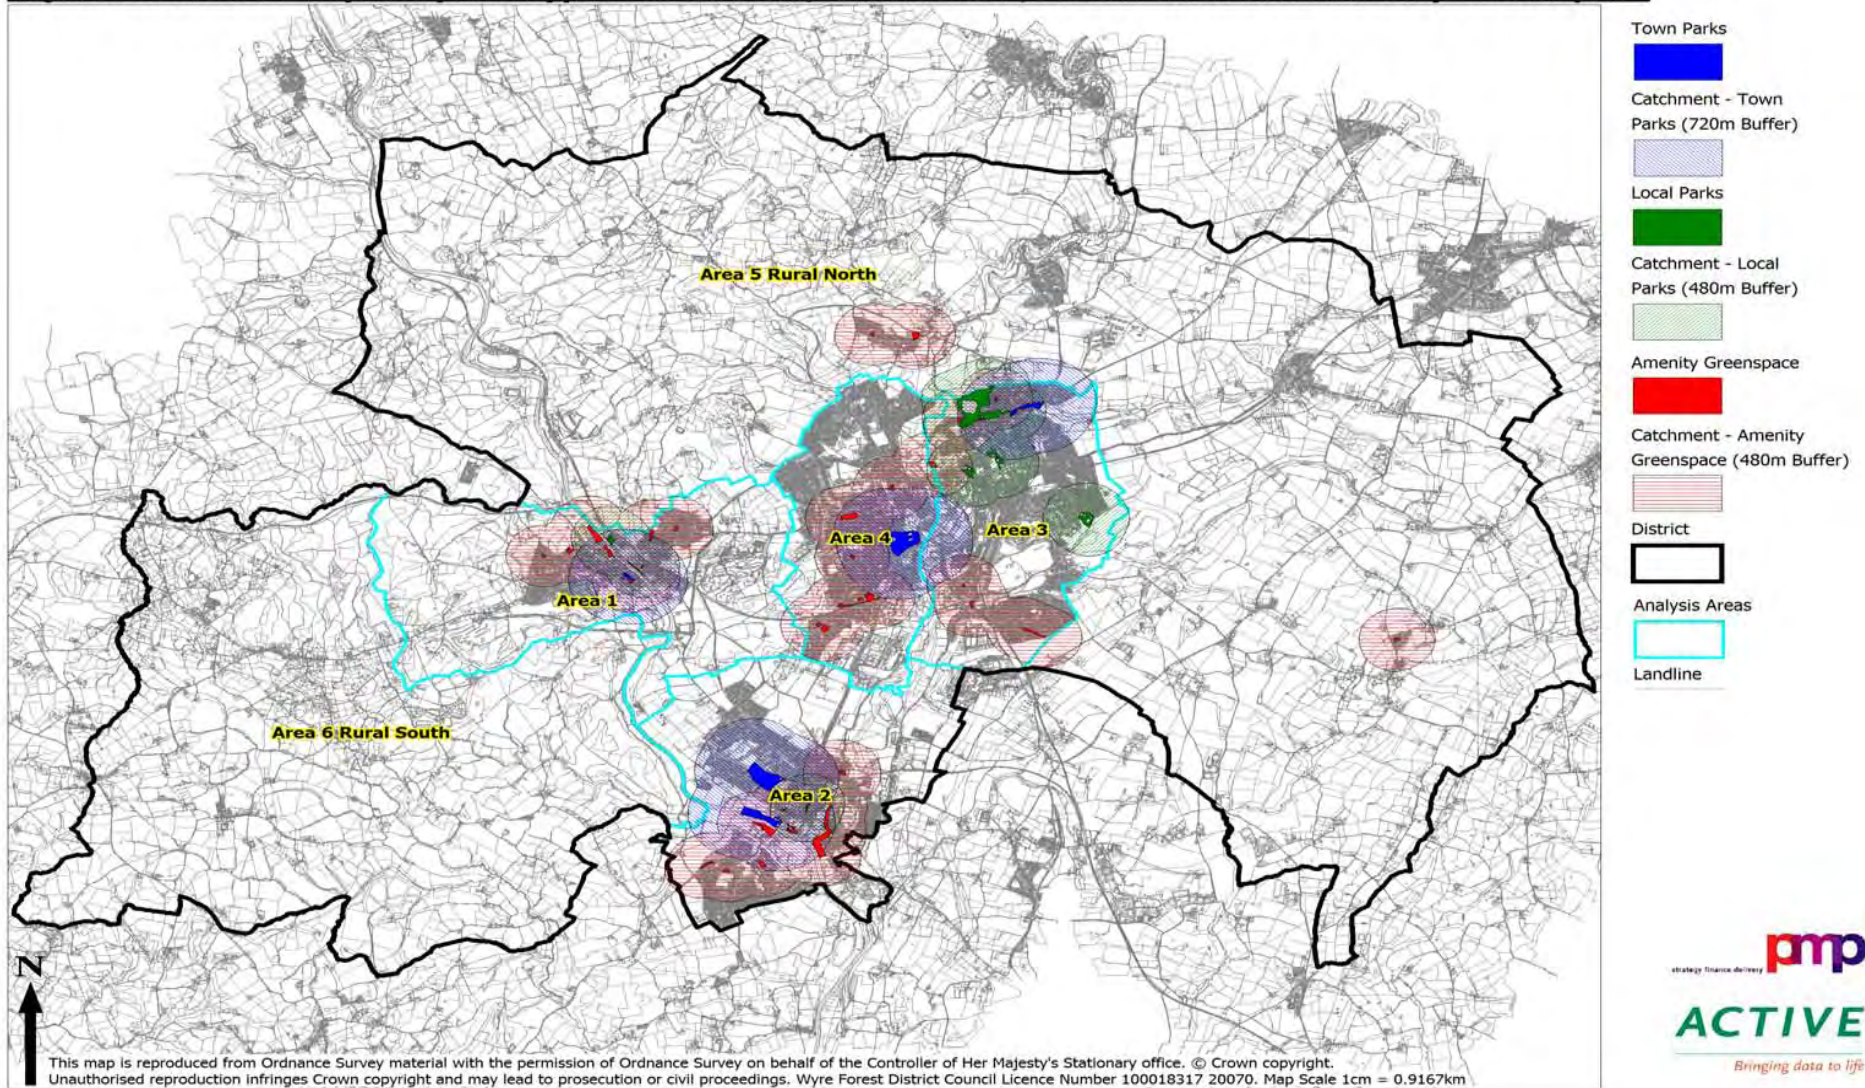 Town Parks
Catchment - Town
Parks (720m Buffer)
Local Parks
Catchment - Local
Parks (480m Buffer)
Amenity Greenspace
Catchment - Amenity
Greenspace (480m Buffer)
District
Analysis Areas
Landline
Area 5 Rural North
Area 4
Area 3
Area 1
Area 6 Rural South
Area 2
N
This map is reproduced from Ordnance Survey material with the permission of Ordnance Survey on behalf of the Controller of Her Majesty's Stationary office. © Crown copyright.
Unauthorised reproduction infringes Crown copyright and may lead to prosecution or civil proceedings. Wyre Forest District Council Licence Number 100018317 20070. Map Scale 1cm = 0.9167km
strategy finance delivery pmp
ACTIVE
Bringing data to life